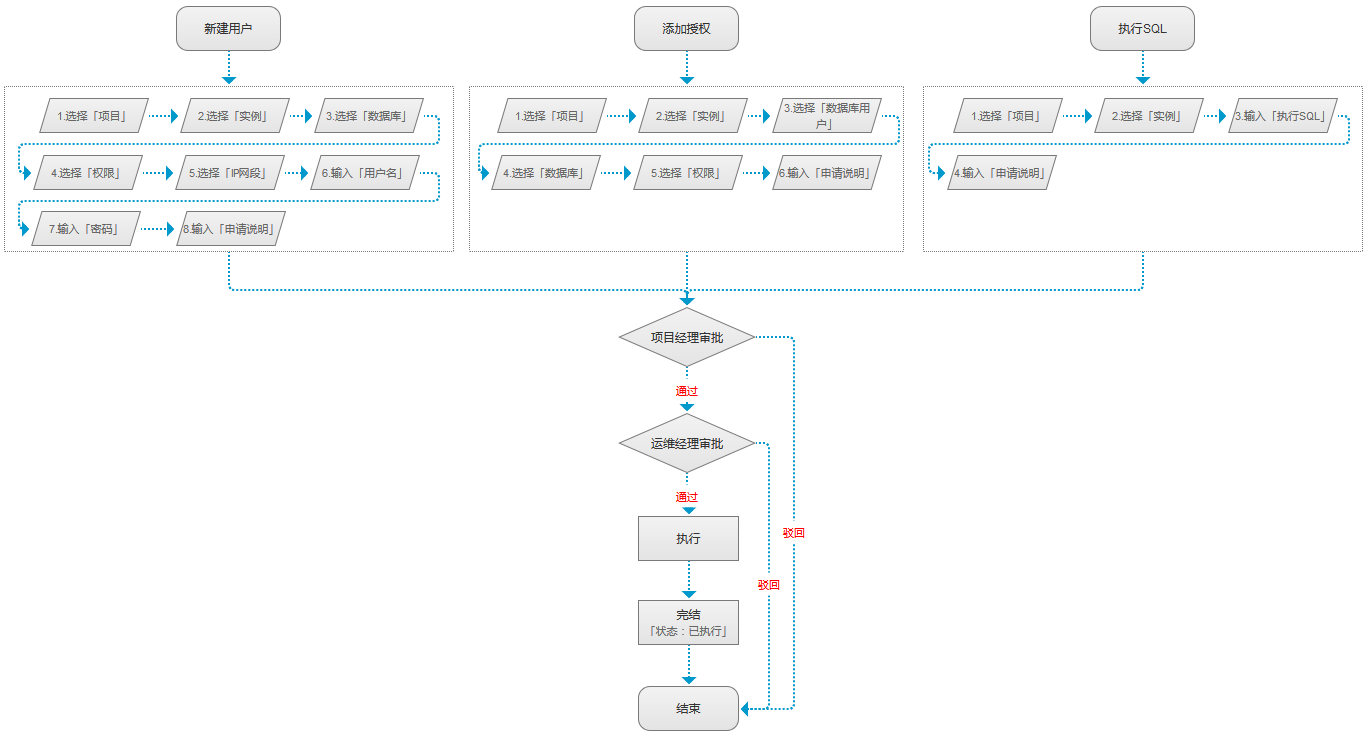 新建用户
添加授权
执行SQL
1.选择「项目」
2.选择「实例」
3.选择「数据库」
4.选择「权限」
5.选择「IP网段」
6.输入「用户名」
7.输入「密码」
8.输入「申请说明」
1.选择「项目」
2.选择「实例」
3.选择「数据库用
户」
4.选择「数据库」
5.选择「权限」
6.输入「申请说明」
1.选择「项目」
2.选择「实例」
3.输入「执行SQL」
4.输入「申请说明」
项目经理审批
通过
运维经理审批
通过
执行
驳回
驳回
完结
「状态：已执行」
结束